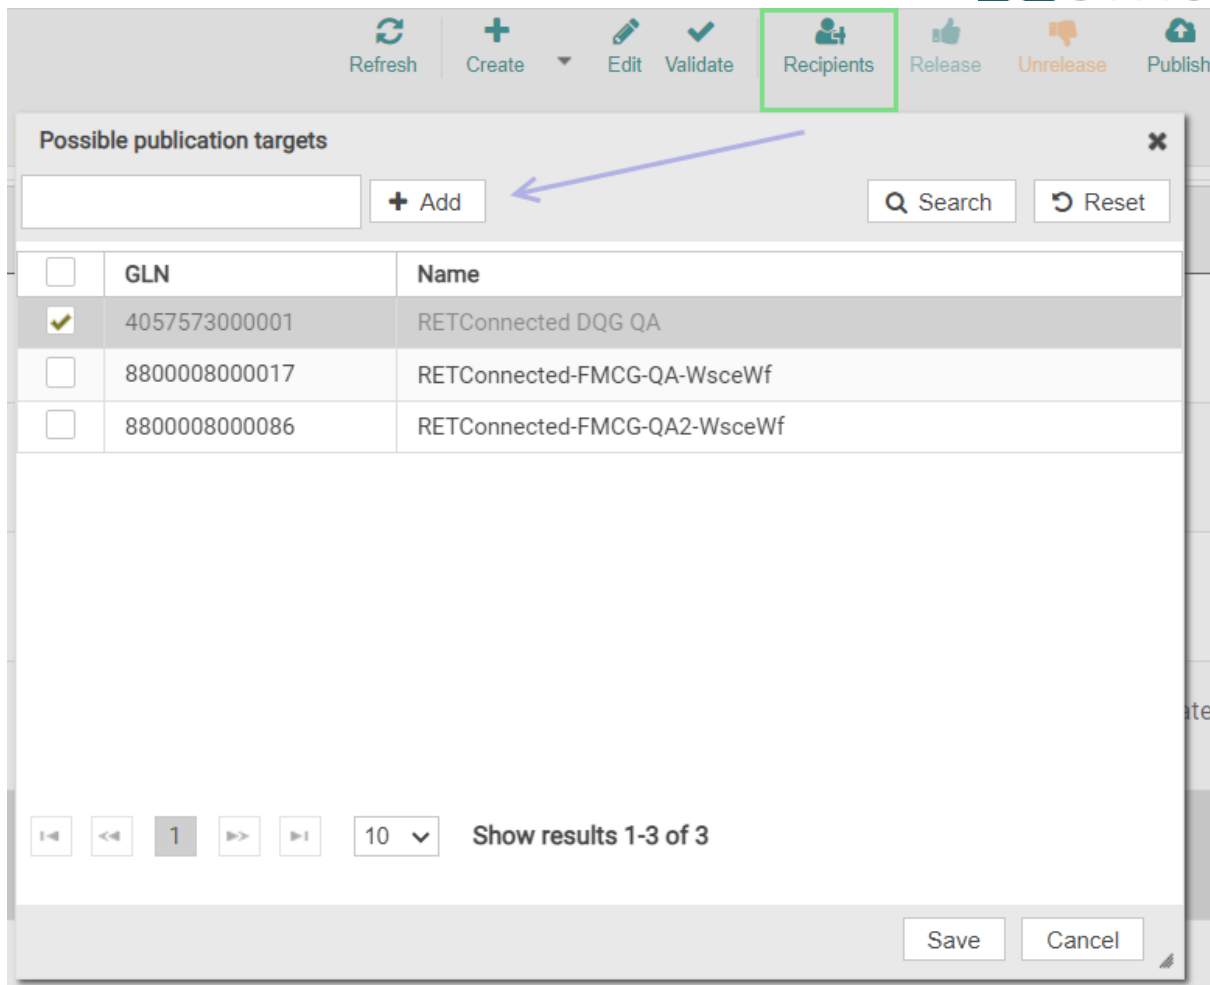 Refresh Create Edit Validate Recipients Release Unrelease Publish
Possible publication targets
Add Search Reset
GLN Name
4057573000001 RETConnected DQG QA
8800008000017 RETConnected-FMCG-QA-WsceWf
8800008000086 RETConnected-FMCG-QA2-WsceWf
1 10 Show results 1-3 of 3
Save Cancel